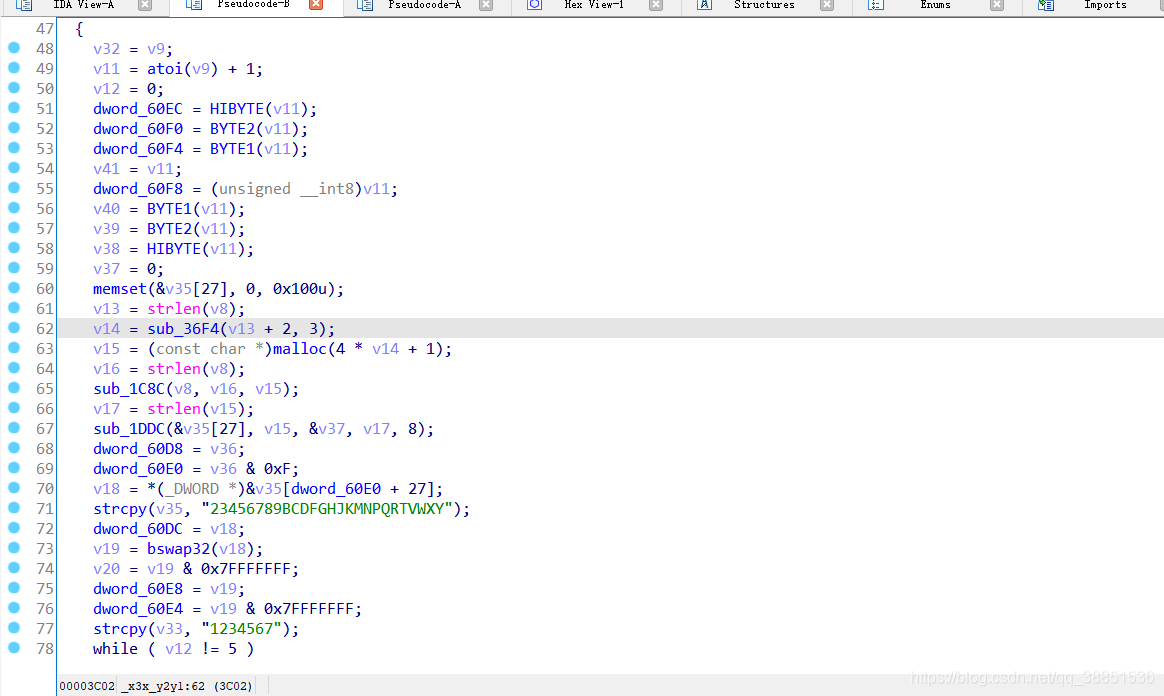 IDA View-A Pseudocode-B Pseudocode-A Hex View-1 Structures Enums Imports
47 {
48 v32 = v9;
49 v11 = atoi(v9) + 1;
50 v12 = 0;
51 dword_60EC = HIBYTE(v11);
52 dword_60F0 = BYTE2(v11);
53 dword_60F4 = BYTE1(v11);
54 v41 = v11;
55 dword_60F8 = (unsigned __int8)v11;
56 v40 = BYTE1(v11);
57 v39 = BYTE2(v11);
58 v38 = HIBYTE(v11);
59 v37 = 0;
60 memset(&v35[27], 0, 0x100u);
61 v13 = strlen(v8);
62 v14 = sub_36F4(v13 + 2, 3);
63 v15 = (const char *)malloc(4 * v14 + 1);
64 v16 = strlen(v8);
65 sub_1C8C(v8, v16, v15);
66 v17 = strlen(v15);
67 sub_1DDC(&v35[27], v15, &v37, v17, 8);
68 dword_60D8 = v36;
69 dword_60E0 = v36 & 0xF;
70 v18 = *(_DWORD *)&v35[dword_60E0 + 27];
71 strcpy(v35, "23456789BCDFGHJKMNPQRTVWXY");
72 dword_60DC = v18;
73 v19 = bswap32(v18);
74 v20 = v19 & 0x7FFFFFFF;
75 dword_60E8 = v19;
76 dword_60E4 = v19 & 0x7FFFFFFF;
77 strcpy(v33, "1234567");
78 while ( v12 != 5 )
00003C02 _x3x_y2y1:62 (3C02)
https://blog.csdn.net/qq_38851536